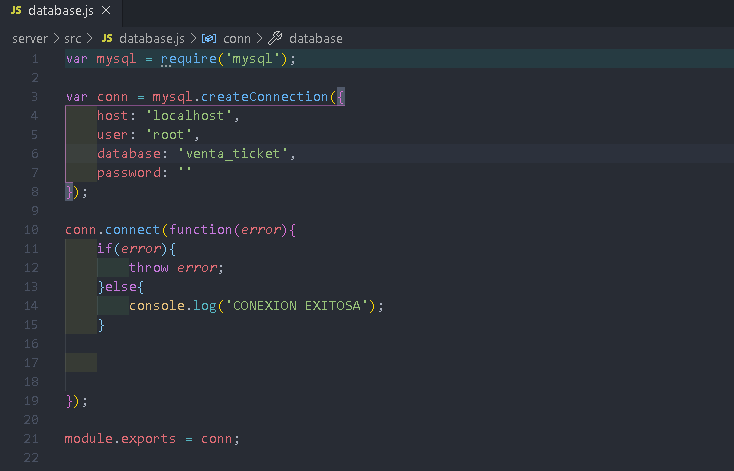 JS database.js ×
server > src > JS database.js > conn > database
1 var mysql = require('mysql');
2
3 var conn = mysql.createConnection({
4     host: 'localhost',
5     user: 'root',
6     database: 'venta_ticket',
7     password: ''
8 });
9
10 conn.connect(function(error){
11     if(error){
12         throw error;
13     }else{
14         console.log('CONEXION EXITOSA');
15     }
16
17
18
19 });
20
21 module.exports = conn;
22